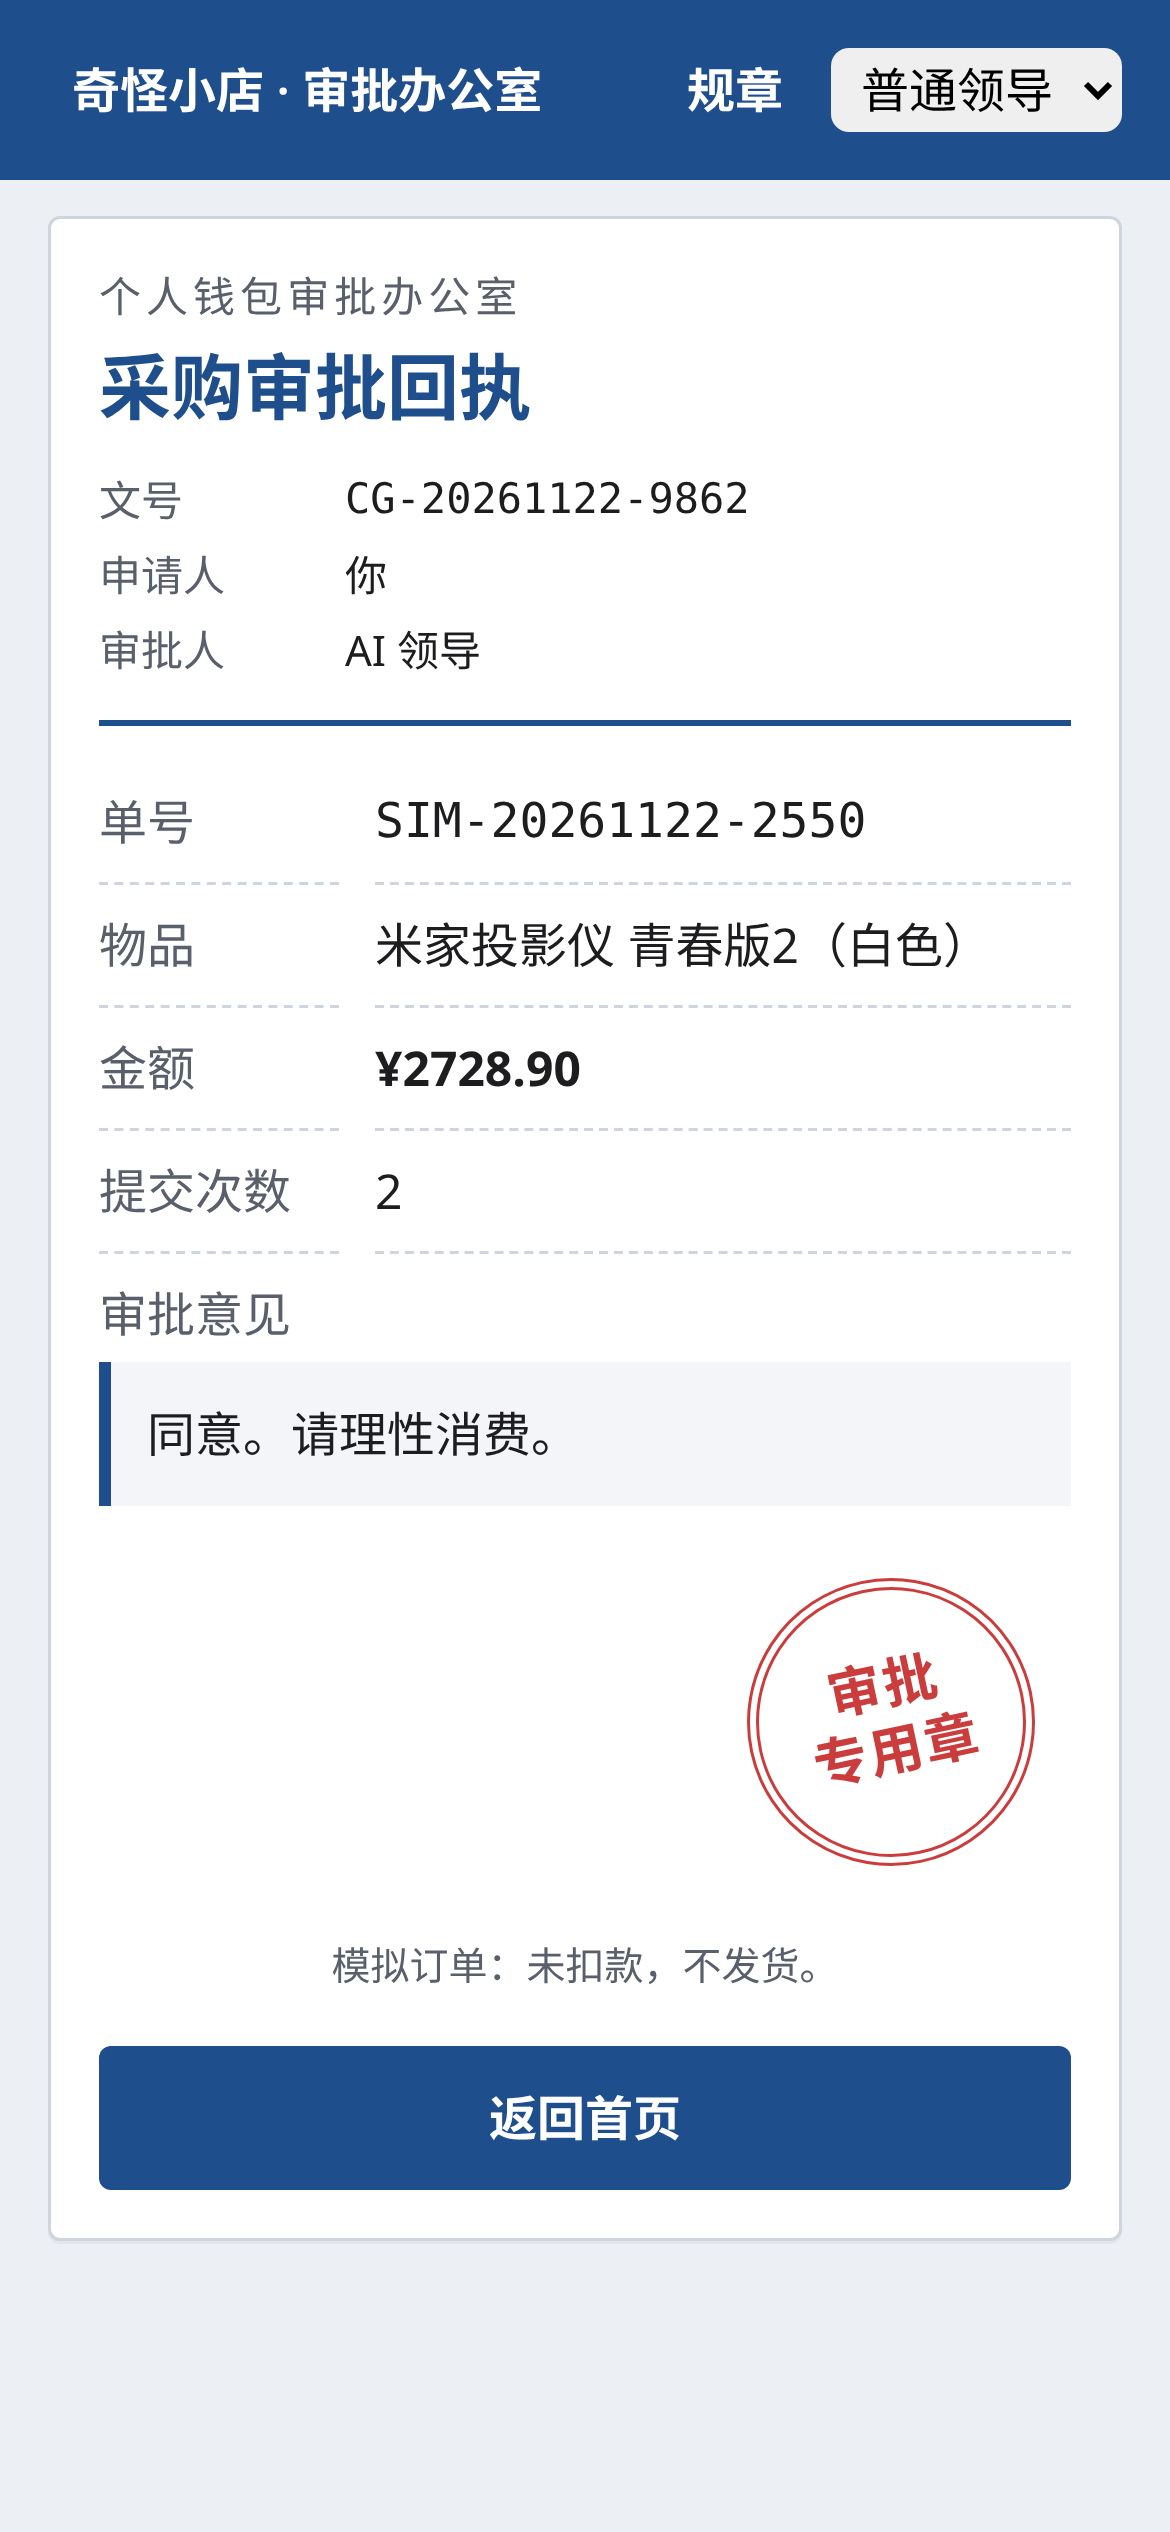 奇怪小店 · 审批办公室 规章 普通领导
个人钱包审批办公室
采购审批回执
文号 CG-20261122-9862
申请人 你
审批人 AI 领导
单号 SIM-20261122-2550
物品 米家投影仪 青春版2（白色）
金额 ¥2728.90
提交次数 2
审批意见
同意。请理性消费。
审批
专用章
模拟订单：未扣款，不发货。
返回首页